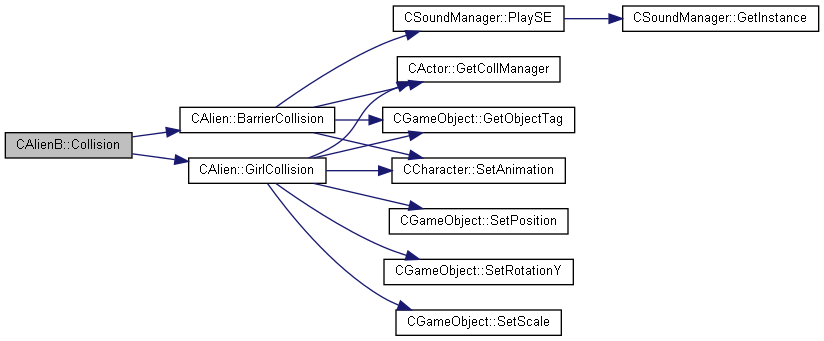 CSoundManager::PlaySE
CSoundManager::GetInstance
CActor::GetCollManager
CAlien::BarrierCollision
CGameObject::GetObjectTag
CAlienB::Collision
CAlien::GirlCollision
CCharacter::SetAnimation
CGameObject::SetPosition
CGameObject::SetRotationY
CGameObject::SetScale